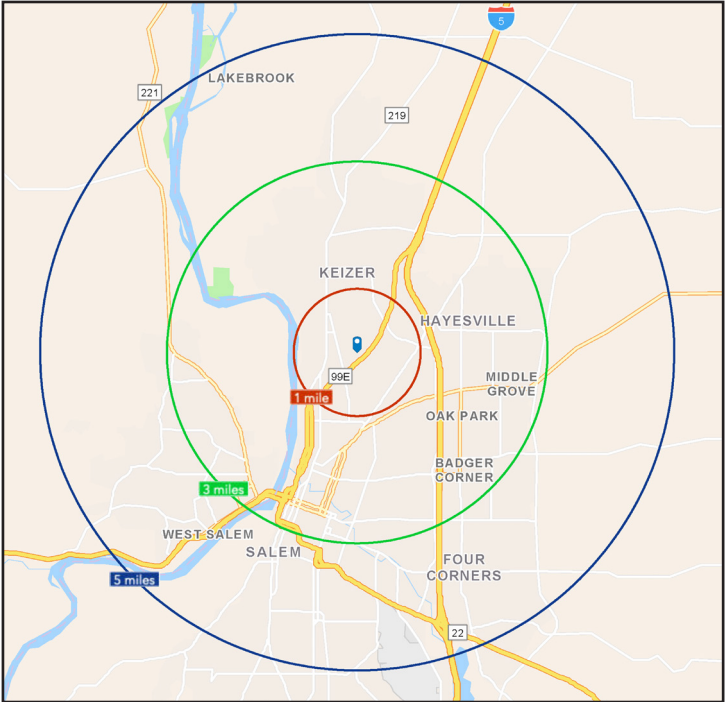 5
LAKEBROOK
221
219
KEIZER
HAYESVILLE
99E
MIDDLE
GROVE
1 mile
OAK PARK
BADGER
CORNER
3 miles
WEST SALEM
SALEM
FOUR
CORNERS
5 miles
22